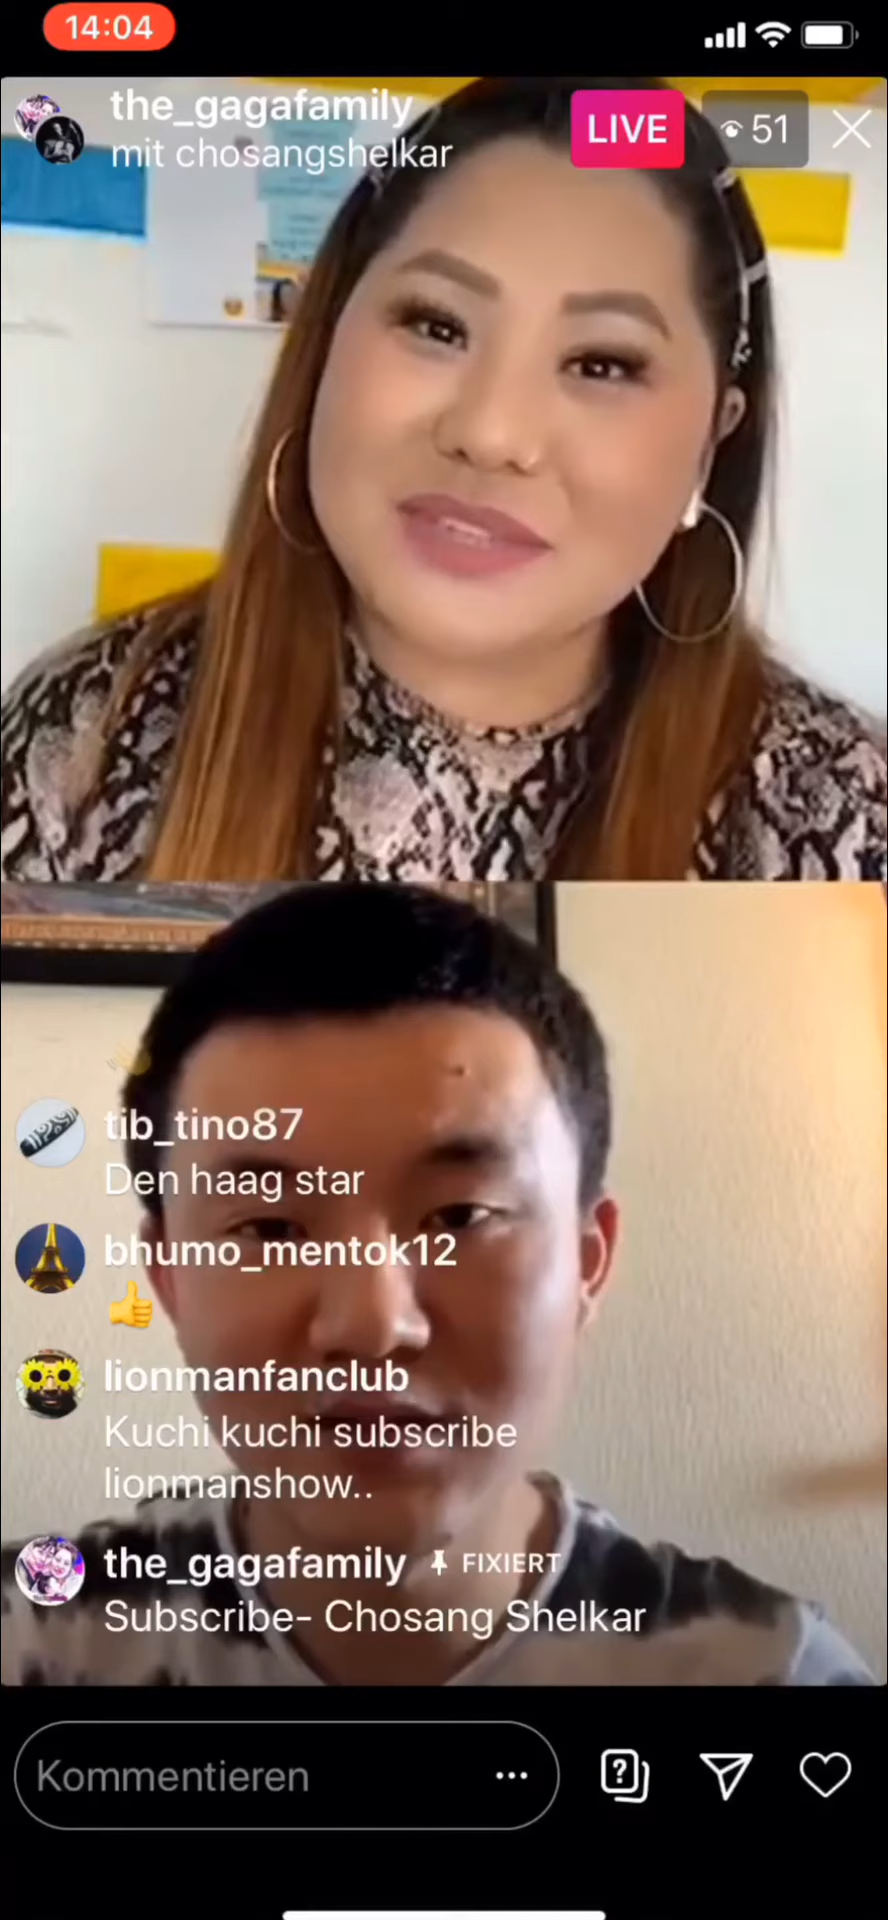 14:04
the_gagafamily
mit chosangshelkar
LIVE
51
tib_tino87
Den haag star
bhumo_mentok12
lionmanfanclub
Kuchi kuchi subscribe
lionmanshow..
the_gagafamily FIXIERT
Subscribe- Chosang Shelkar
Kommentieren